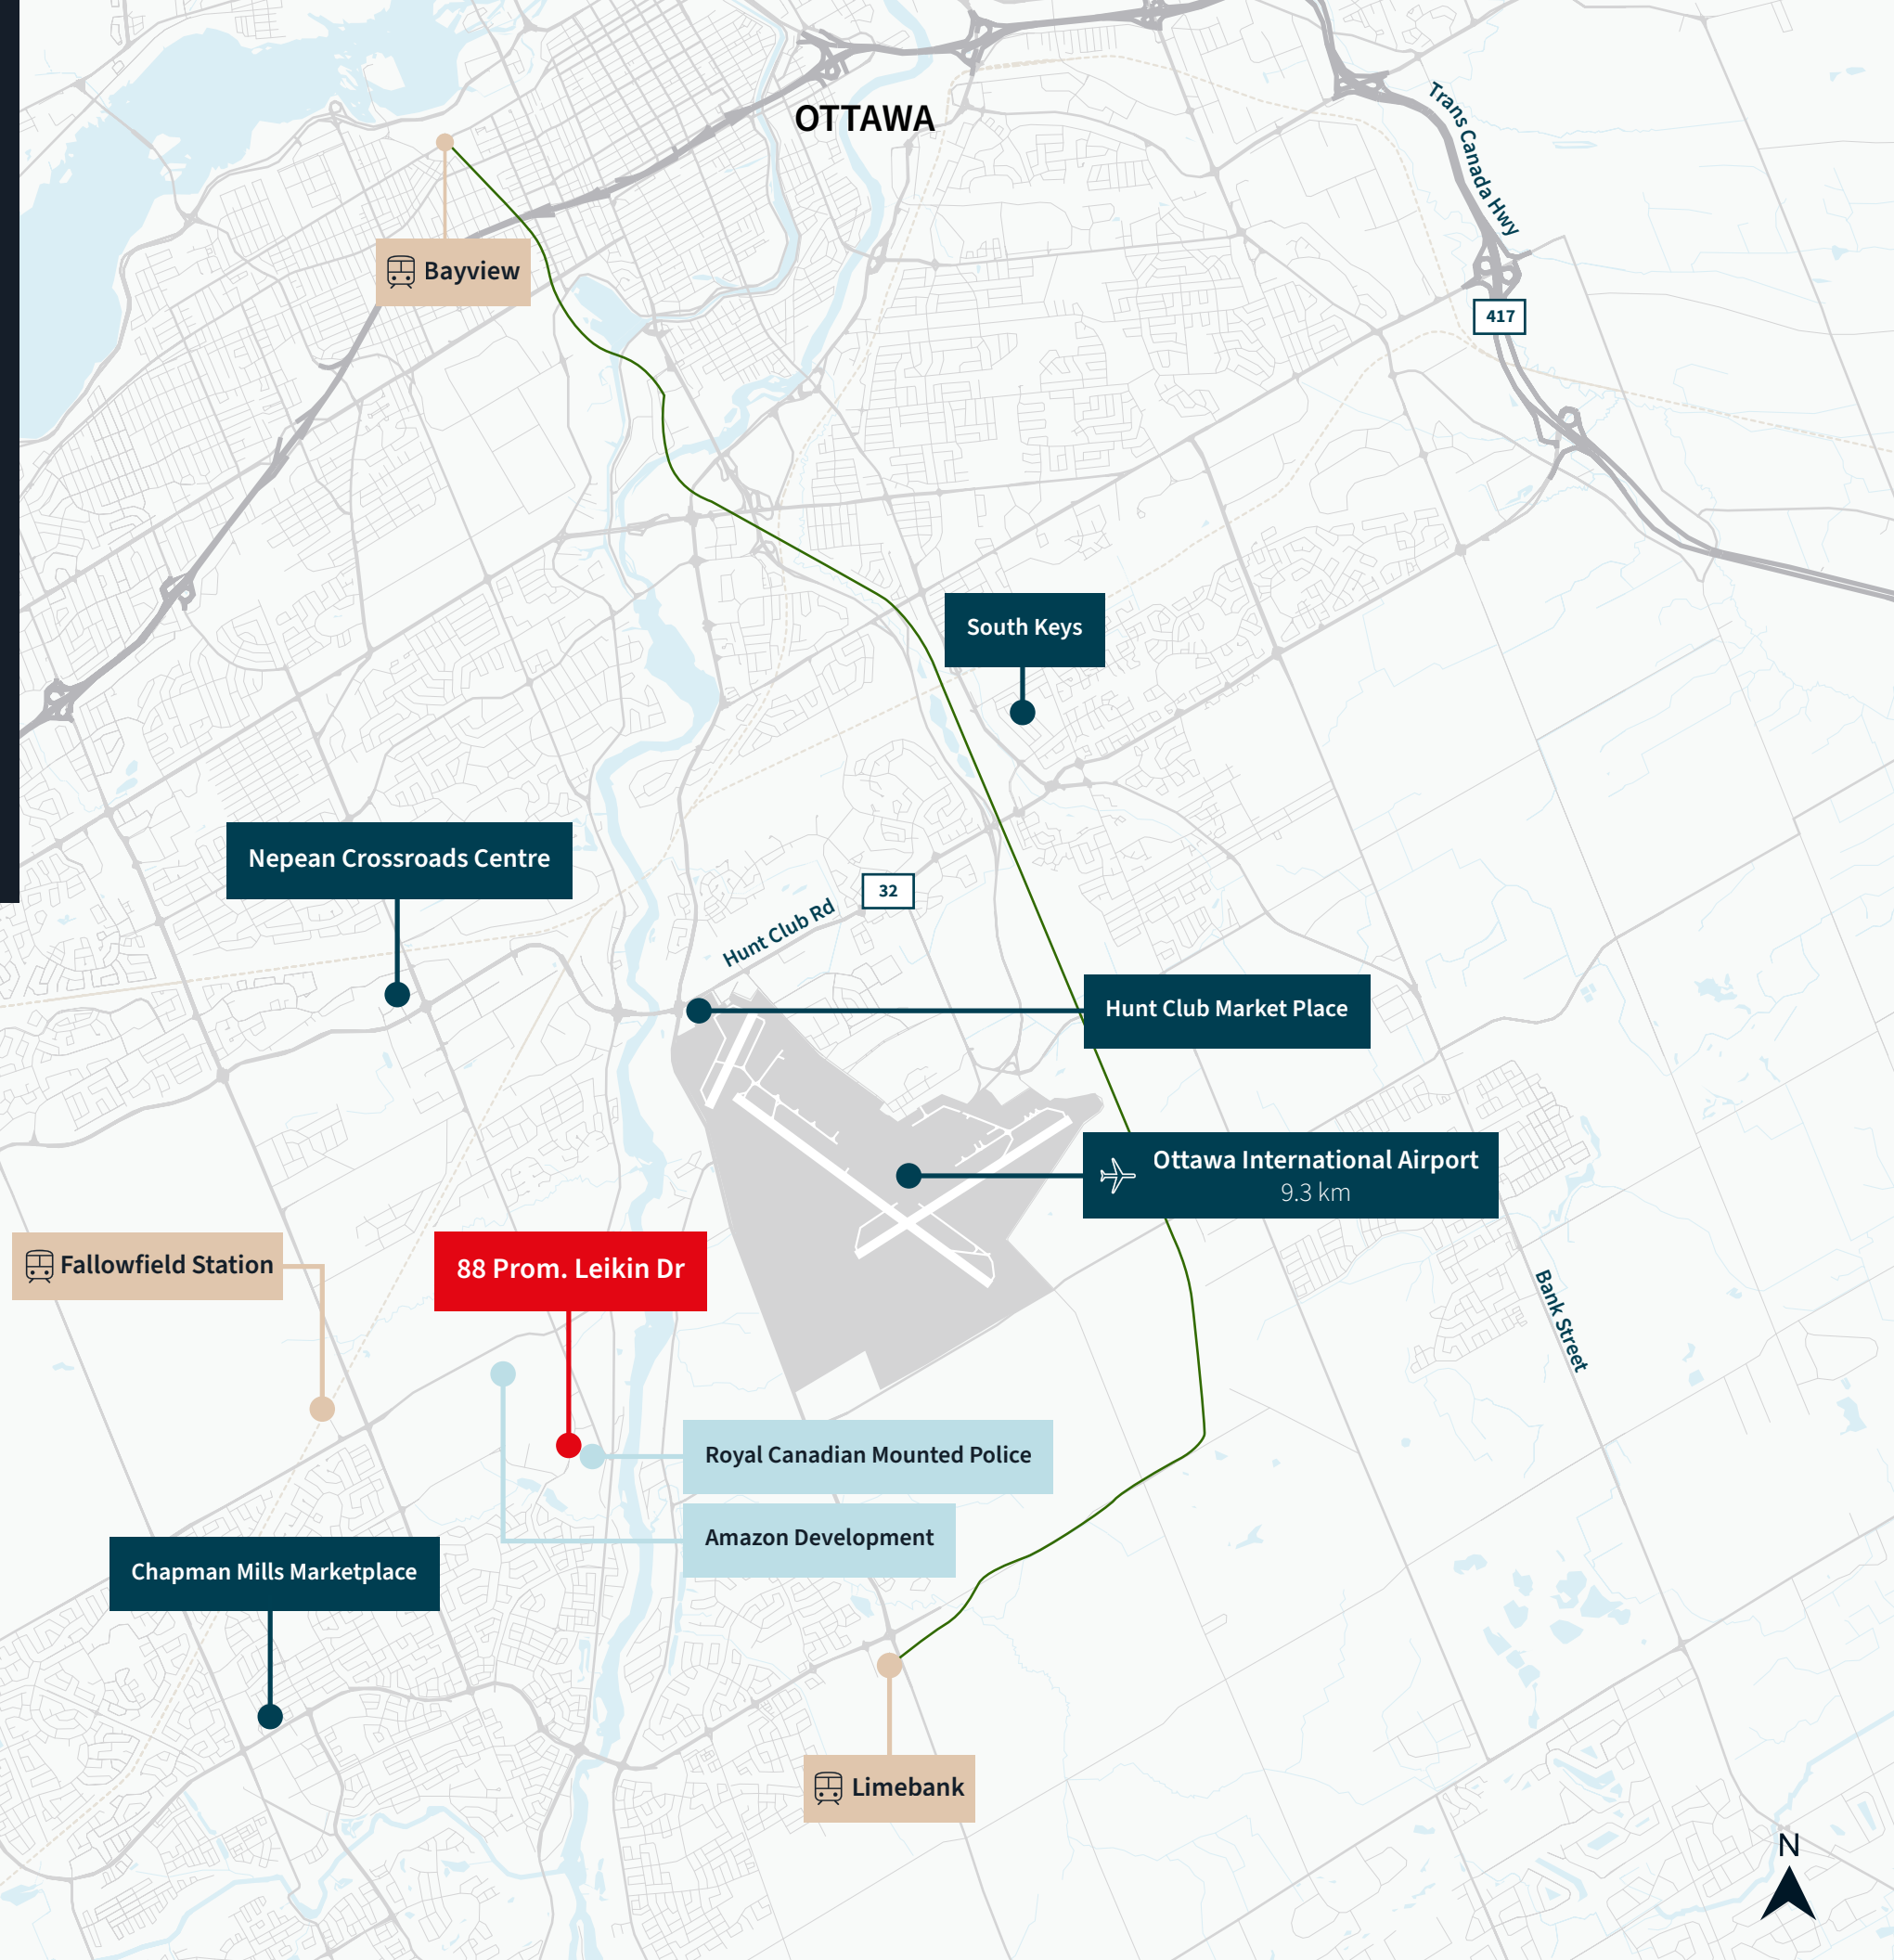 OTTAWA
Trans Canada Hwy
Bayview
417
South Keys
Nepean Crossroads Centre
32
Hunt Club Rd
Hunt Club Market Place
Ottawa International Airport
9.3 km
Fallowfield Station
88 Prom. Leikin Dr
Bank Street
Royal Canadian Mounted Police
Amazon Development
Chapman Mills Marketplace
Limebank
N